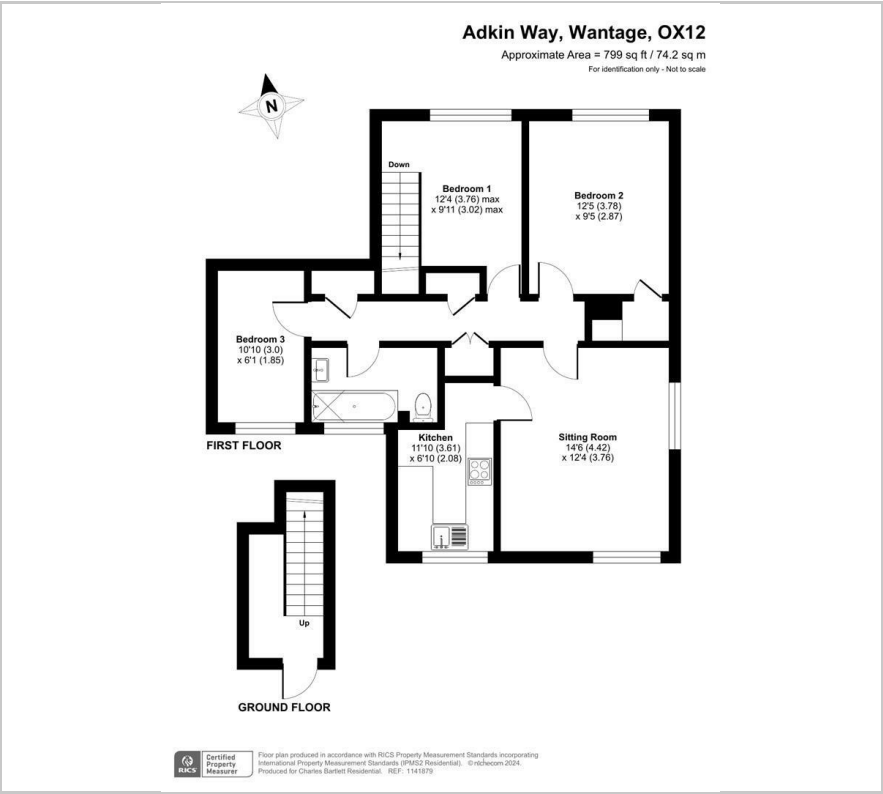 Adkin Way, Wantage, OX12
Approximate Area = 799 sq ft / 74.2 sq m
For identification only - Not to scale
N
Down
Bedroom 1
12'4 (3.76) max
x 9'11 (3.02) max
Bedroom 2
12'5 (3.78)
x 9'5 (2.87)
Bedroom 3
10'10 (3.0)
x 6'1 (1.85)
Kitchen
11'10 (3.61)
x 6'10 (2.08)
Sitting Room
14'6 (4.42)
x 12'4 (3.76)
FIRST FLOOR
Up
GROUND FLOOR
RICS
Certified
Property
Measurer
Floor plan produced in accordance with RICS Property Measurement Standards incorporating
International Property Measurement Standards (IPMS2 Residential). © ntchecom 2024.
Produced for Charles Bartlett Residential. REF: 1141879